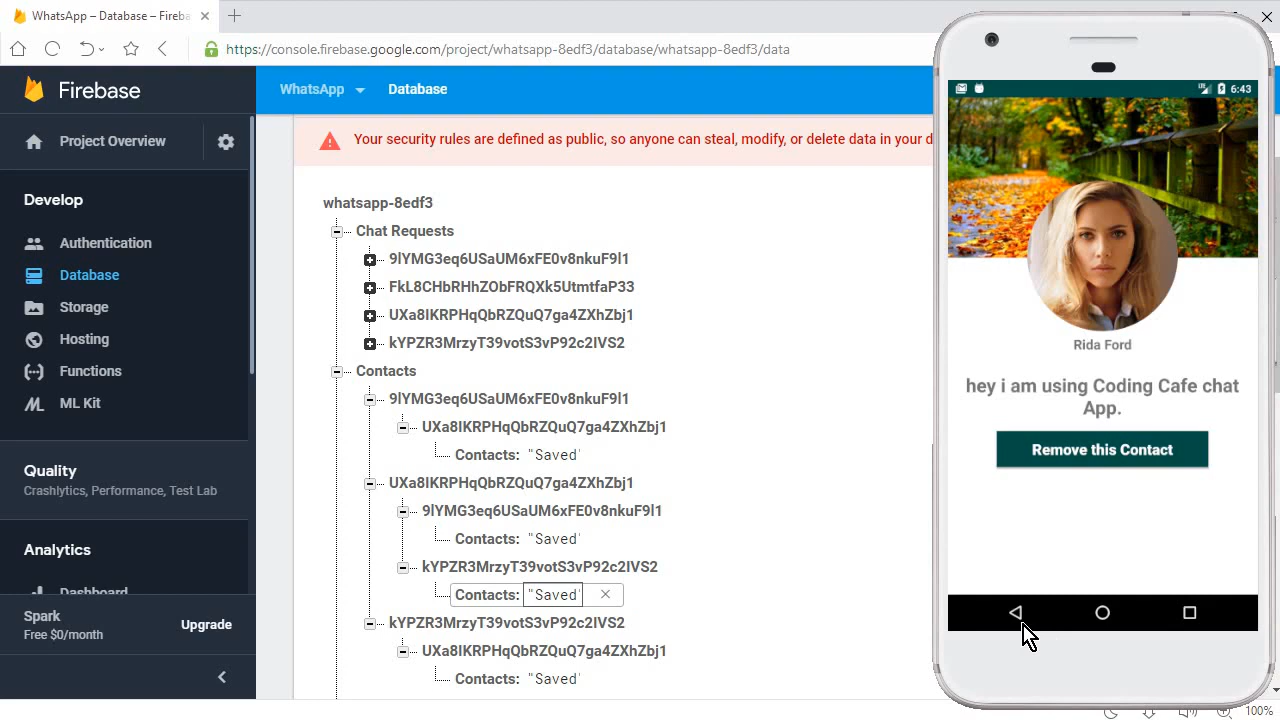 WhatsApp – Database – Fireba
https://console.firebase.google.com/project/whatsapp-8edf3/database/whatsapp-8edf3/data
Firebase
Project Overview
Develop
Authentication
Database
Storage
Hosting
Functions
ML Kit
Quality
Crashlytics, Performance, Test Lab
Analytics
Dashboard
Spark
Free $0/month
Upgrade
WhatsApp
Database
Your security rules are defined as public, so anyone can steal, modify, or delete data in your d
whatsapp-8edf3
Chat Requests
9lYMG3eq6USaUM6xFE0v8nkuF9l1
FkL8CHbRHhZObFRQXk5UtmtfaP33
UXa8IKRPHqQbRZQuQ7ga4ZXhZbj1
kYPZR3MrzyT39votS3vP92c2IVS2
Contacts
9lYMG3eq6USaUM6xFE0v8nkuF9l1
UXa8IKRPHqQbRZQuQ7ga4ZXhZbj1
Contacts: "Saved'
UXa8IKRPHqQbRZQuQ7ga4ZXhZbj1
9lYMG3eq6USaUM6xFE0v8nkuF9l1
Contacts: "Saved'
kYPZR3MrzyT39votS3vP92c2IVS2
Contacts: "Saved'
kYPZR3MrzyT39votS3vP92c2IVS2
UXa8IKRPHqQbRZQuQ7ga4ZXhZbj1
Contacts: "Saved'
LTE
6:43
Rida Ford
hey i am using Coding Cafe chat
App.
Remove this Contact
100%